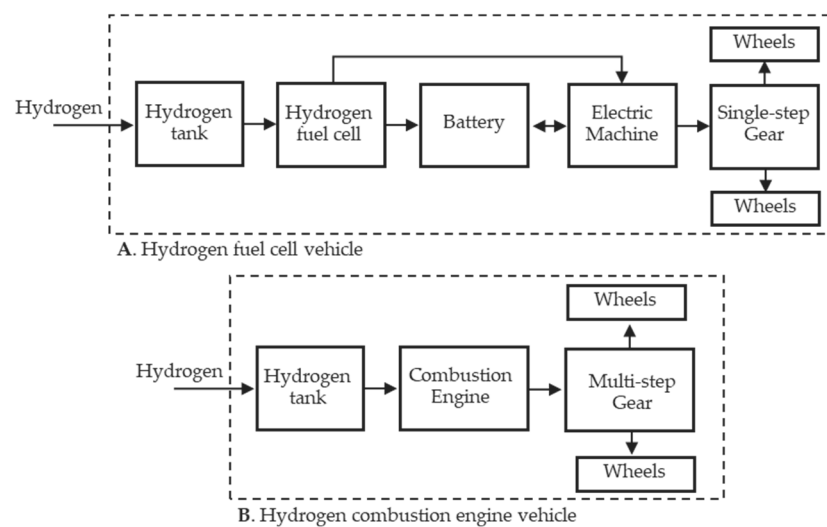 Wheels
Hydrogen
Hydrogen
tank
Hydrogen
fuel cell
Battery
Electric
Machine
Single-step
Gear
Wheels
A. Hydrogen fuel cell vehicle
Wheels
Hydrogen
Hydrogen
tank
Combustion
Engine
Multi-step
Gear
Wheels
B. Hydrogen combustion engine vehicle